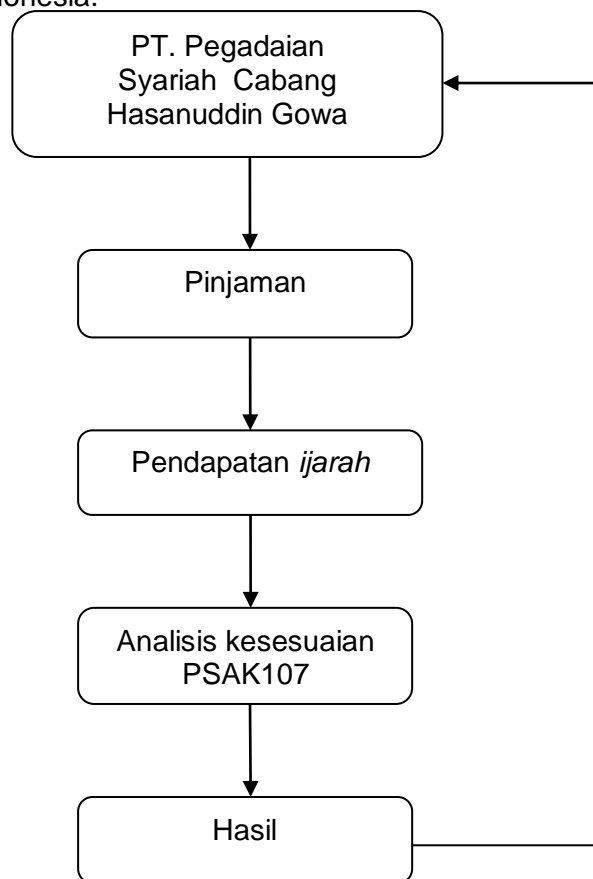 onesia.
PT. Pegadaian
Syariah Cabang
Hasanuddin Gowa
Pinjaman
Pendapatan ijarah
Analisis kesesuaian
PSAK107
Hasil